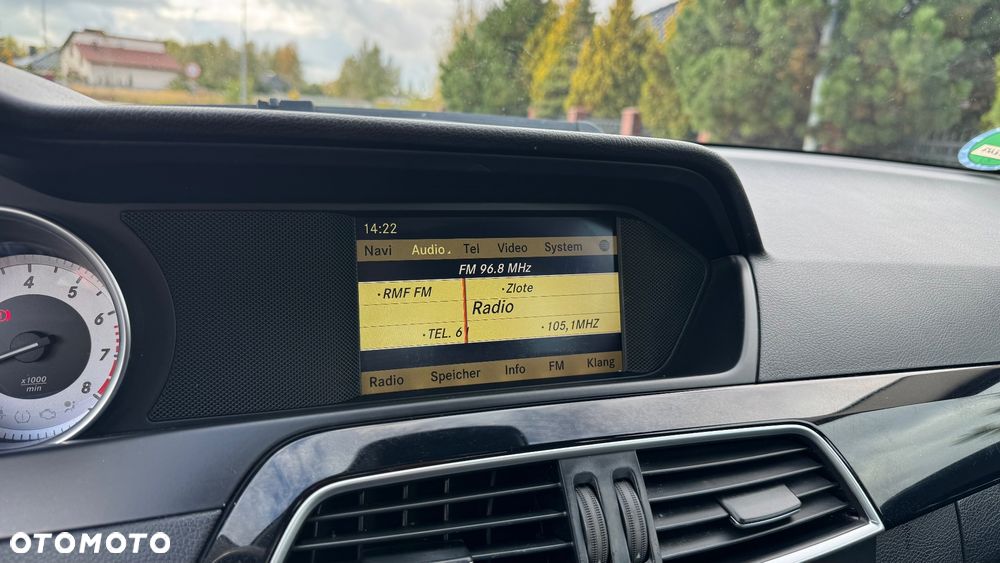 14:22
Navi Audio Tel Video System
FM 96.8 MHz
·RMF FM ·Zlote
Radio
·TEL. 6 ·105,1MHZ
Radio Speicher Info FM Klang
4
5
6
7
8
x1000
min
OTOMOTO